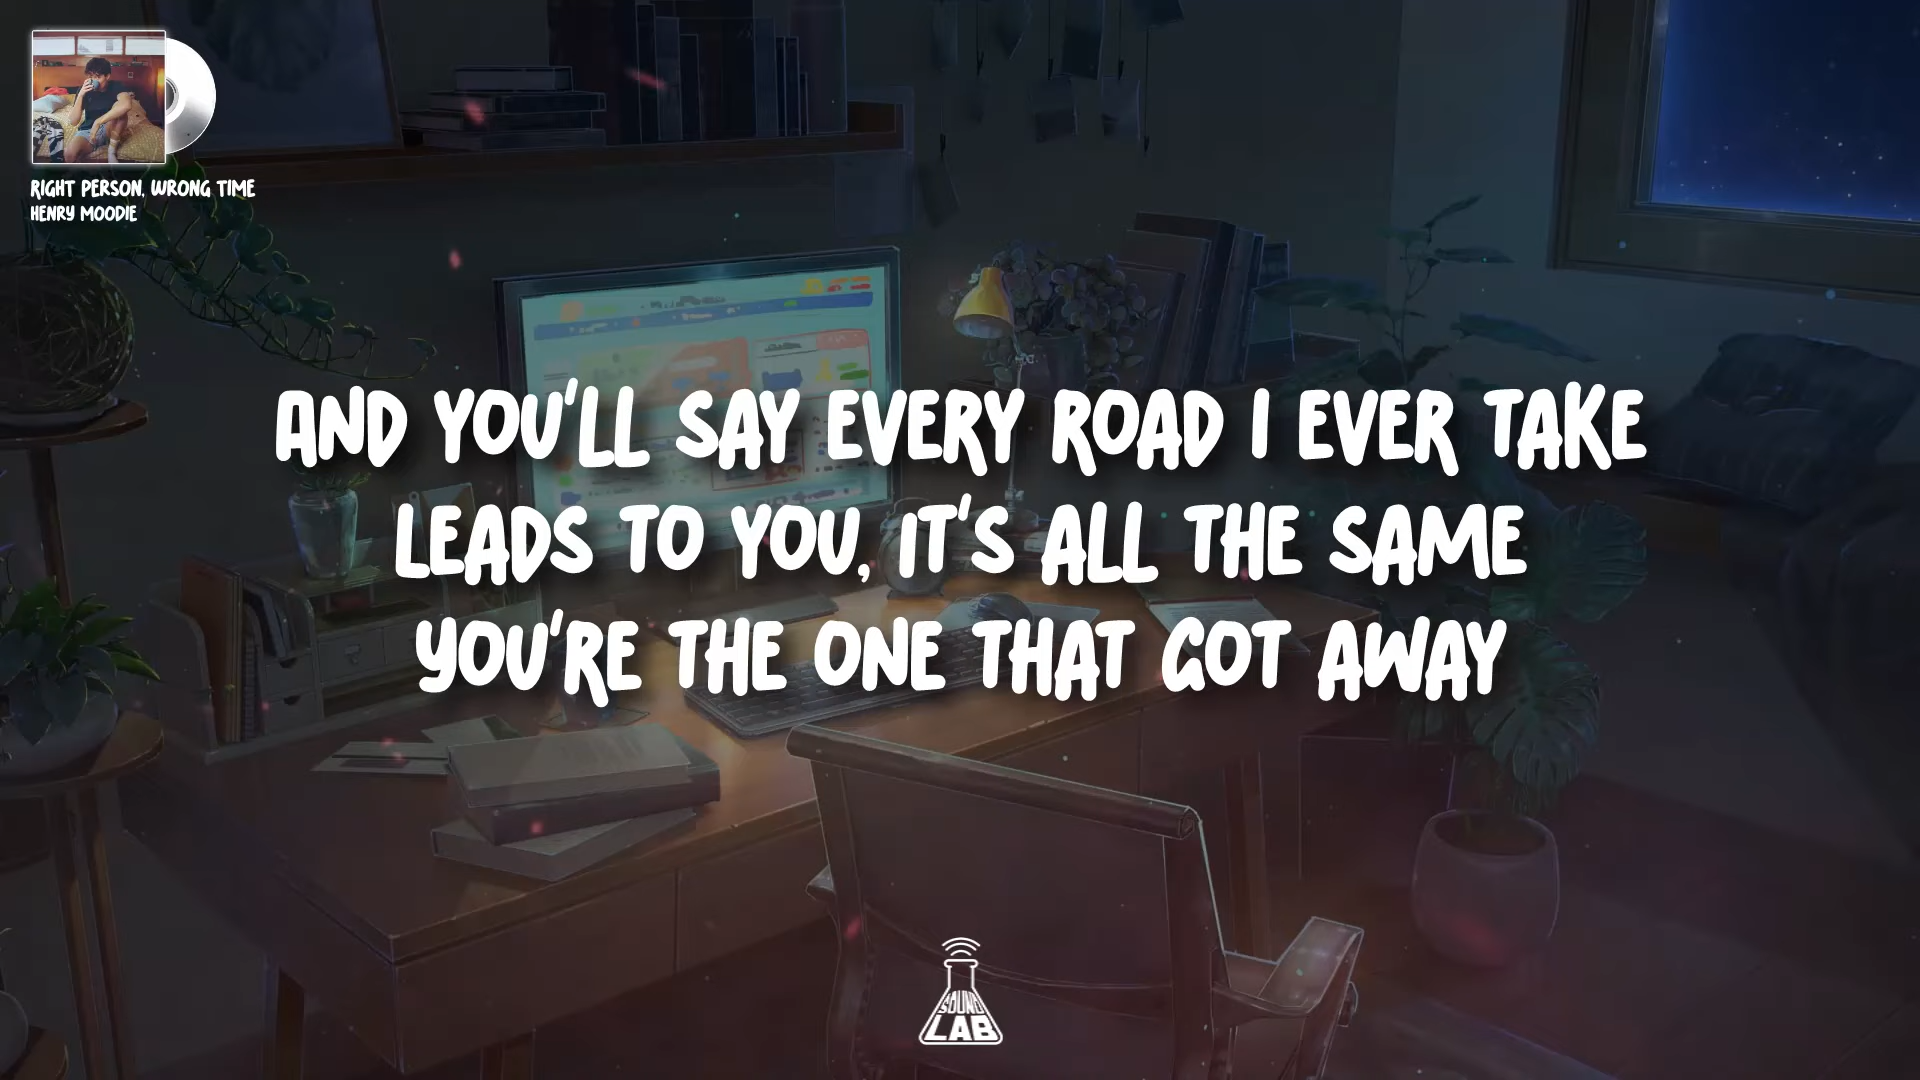 RIGHT PERSON, WRONG TIME
HENRY MOODIE
AND YOU'LL SAY EVERY ROAD I EVER TAKE
LEADS TO YOU, IT'S ALL THE SAME
YOU'RE THE ONE THAT GOT AWAY
SOUND
LAB